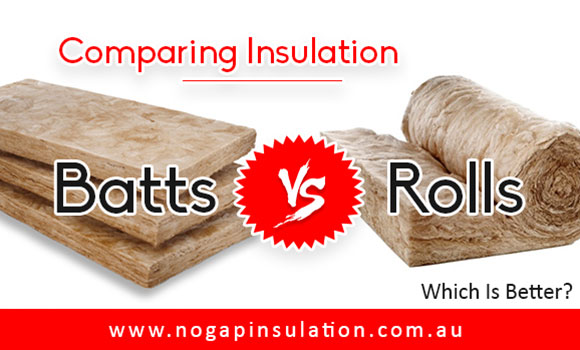 Comparing Insulation
Batts VS Rolls
Which Is Better?
www.nogapinsulation.com.au